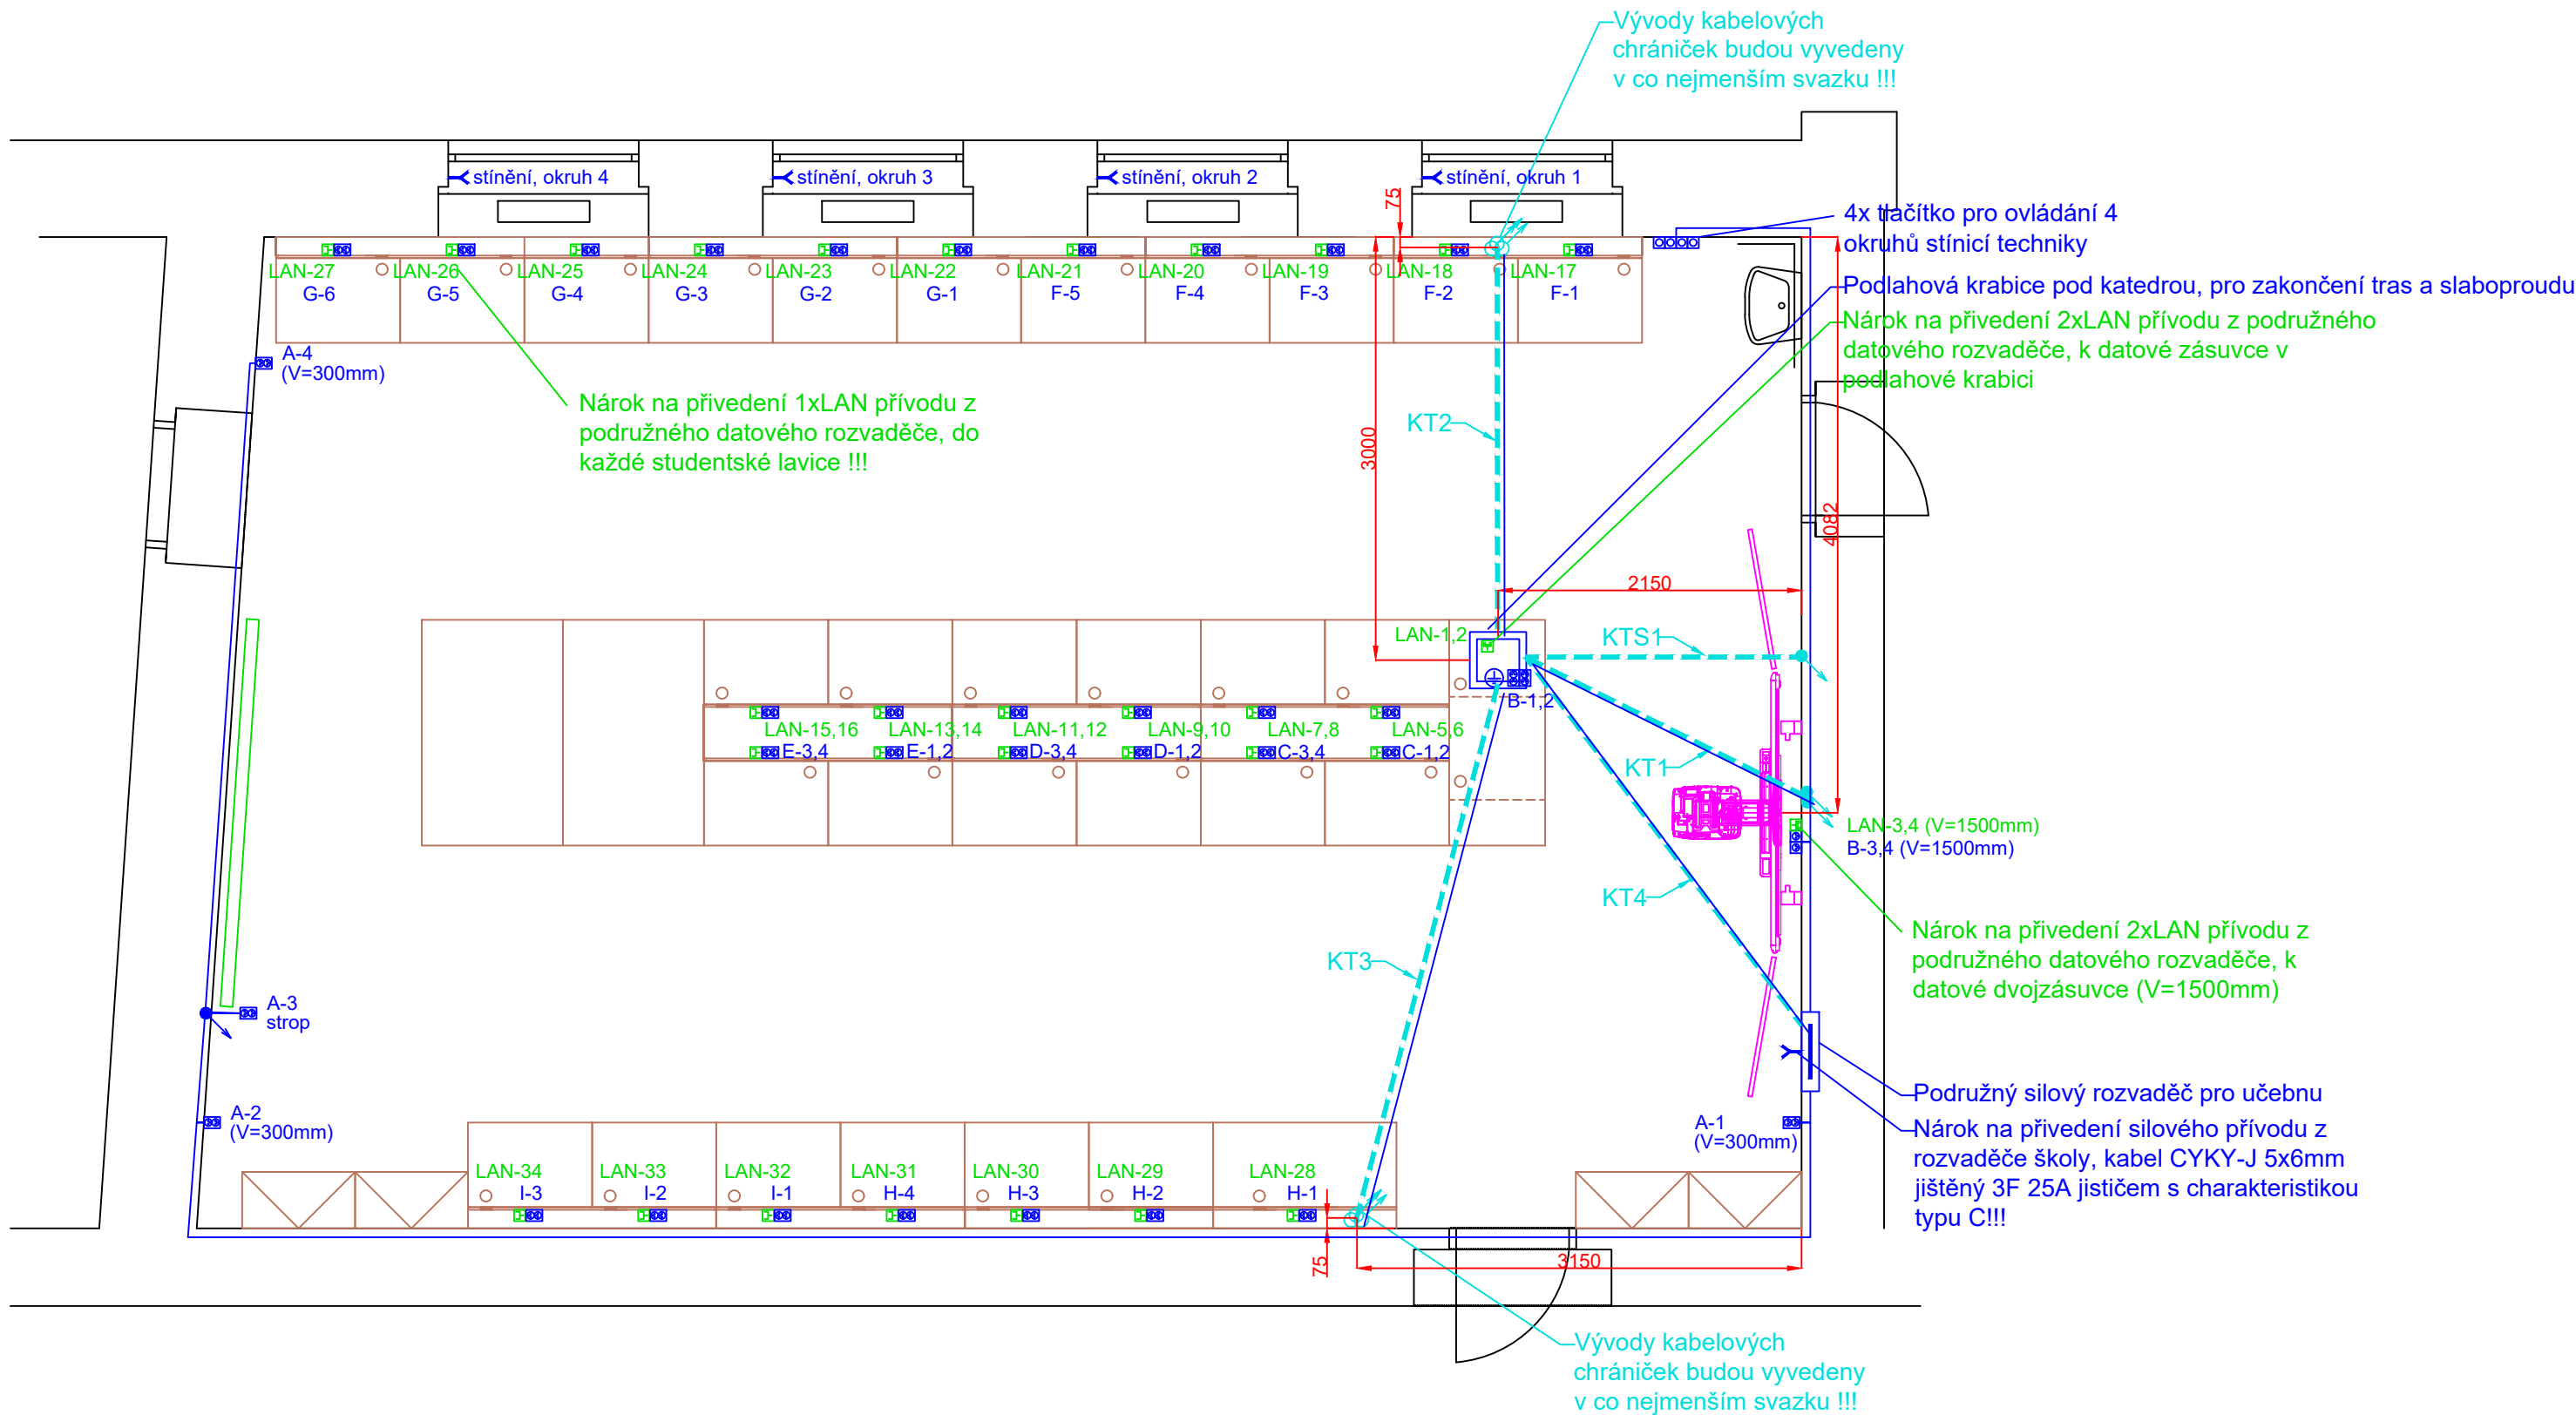 Vývody kabelových
chrániček budou vyvedeny
v co nejmenším svazku !!!
stínění, okruh 4
stínění, okruh 3
stínění, okruh 2
stínění, okruh 1
75
4x tlačítko pro ovládání 4
okruhů stínicí techniky
LAN-27
LAN-26
LAN-25
LAN-24
LAN-23
LAN-22
LAN-21
LAN-20
LAN-19
LAN-18
LAN-17
G-6
G-5
G-4
G-3
G-2
G-1
F-5
F-4
F-3
F-2
F-1
Podlahová krabice pod katedrou, pro zakončení tras a slaboproudu
Nárok na přivedení 2xLAN přívodu z podružného
datového rozvaděče, k datové zásuvce v
podlahové krabici
A-4
(V=300mm)
Nárok na přivedení 1xLAN přívodu z
podružného datového rozvaděče, do
každé studentské lavice !!!
KT2
3000
4082
2150
LAN-1,2
KTS1
B-1,2
LAN-15,16
LAN-13,14
LAN-11,12
LAN-9,10
LAN-7,8
LAN-5,6
E-3,4
E-1,2
D-3,4
D-1,2
C-3,4
C-1,2
KT1
LAN-3,4 (V=1500mm)
B-3,4 (V=1500mm)
KT4
KT3
Nárok na přivedení 2xLAN přívodu z
podružného datového rozvaděče, k
datové dvojzásuvce (V=1500mm)
A-3
strop
Podružný silový rozvaděč pro učebnu
A-2
(V=300mm)
A-1
(V=300mm)
Nárok na přivedení silového přívodu z
rozvaděče školy, kabel CYKY-J 5x6mm
jištěný 3F 25A jističem s charakteristikou
typu C!!!
LAN-34
LAN-33
LAN-32
LAN-31
LAN-30
LAN-29
LAN-28
I-3
I-2
I-1
H-4
H-3
H-2
H-1
75
3150
Vývody kabelových
chrániček budou vyvedeny
v co nejmenším svazku !!!